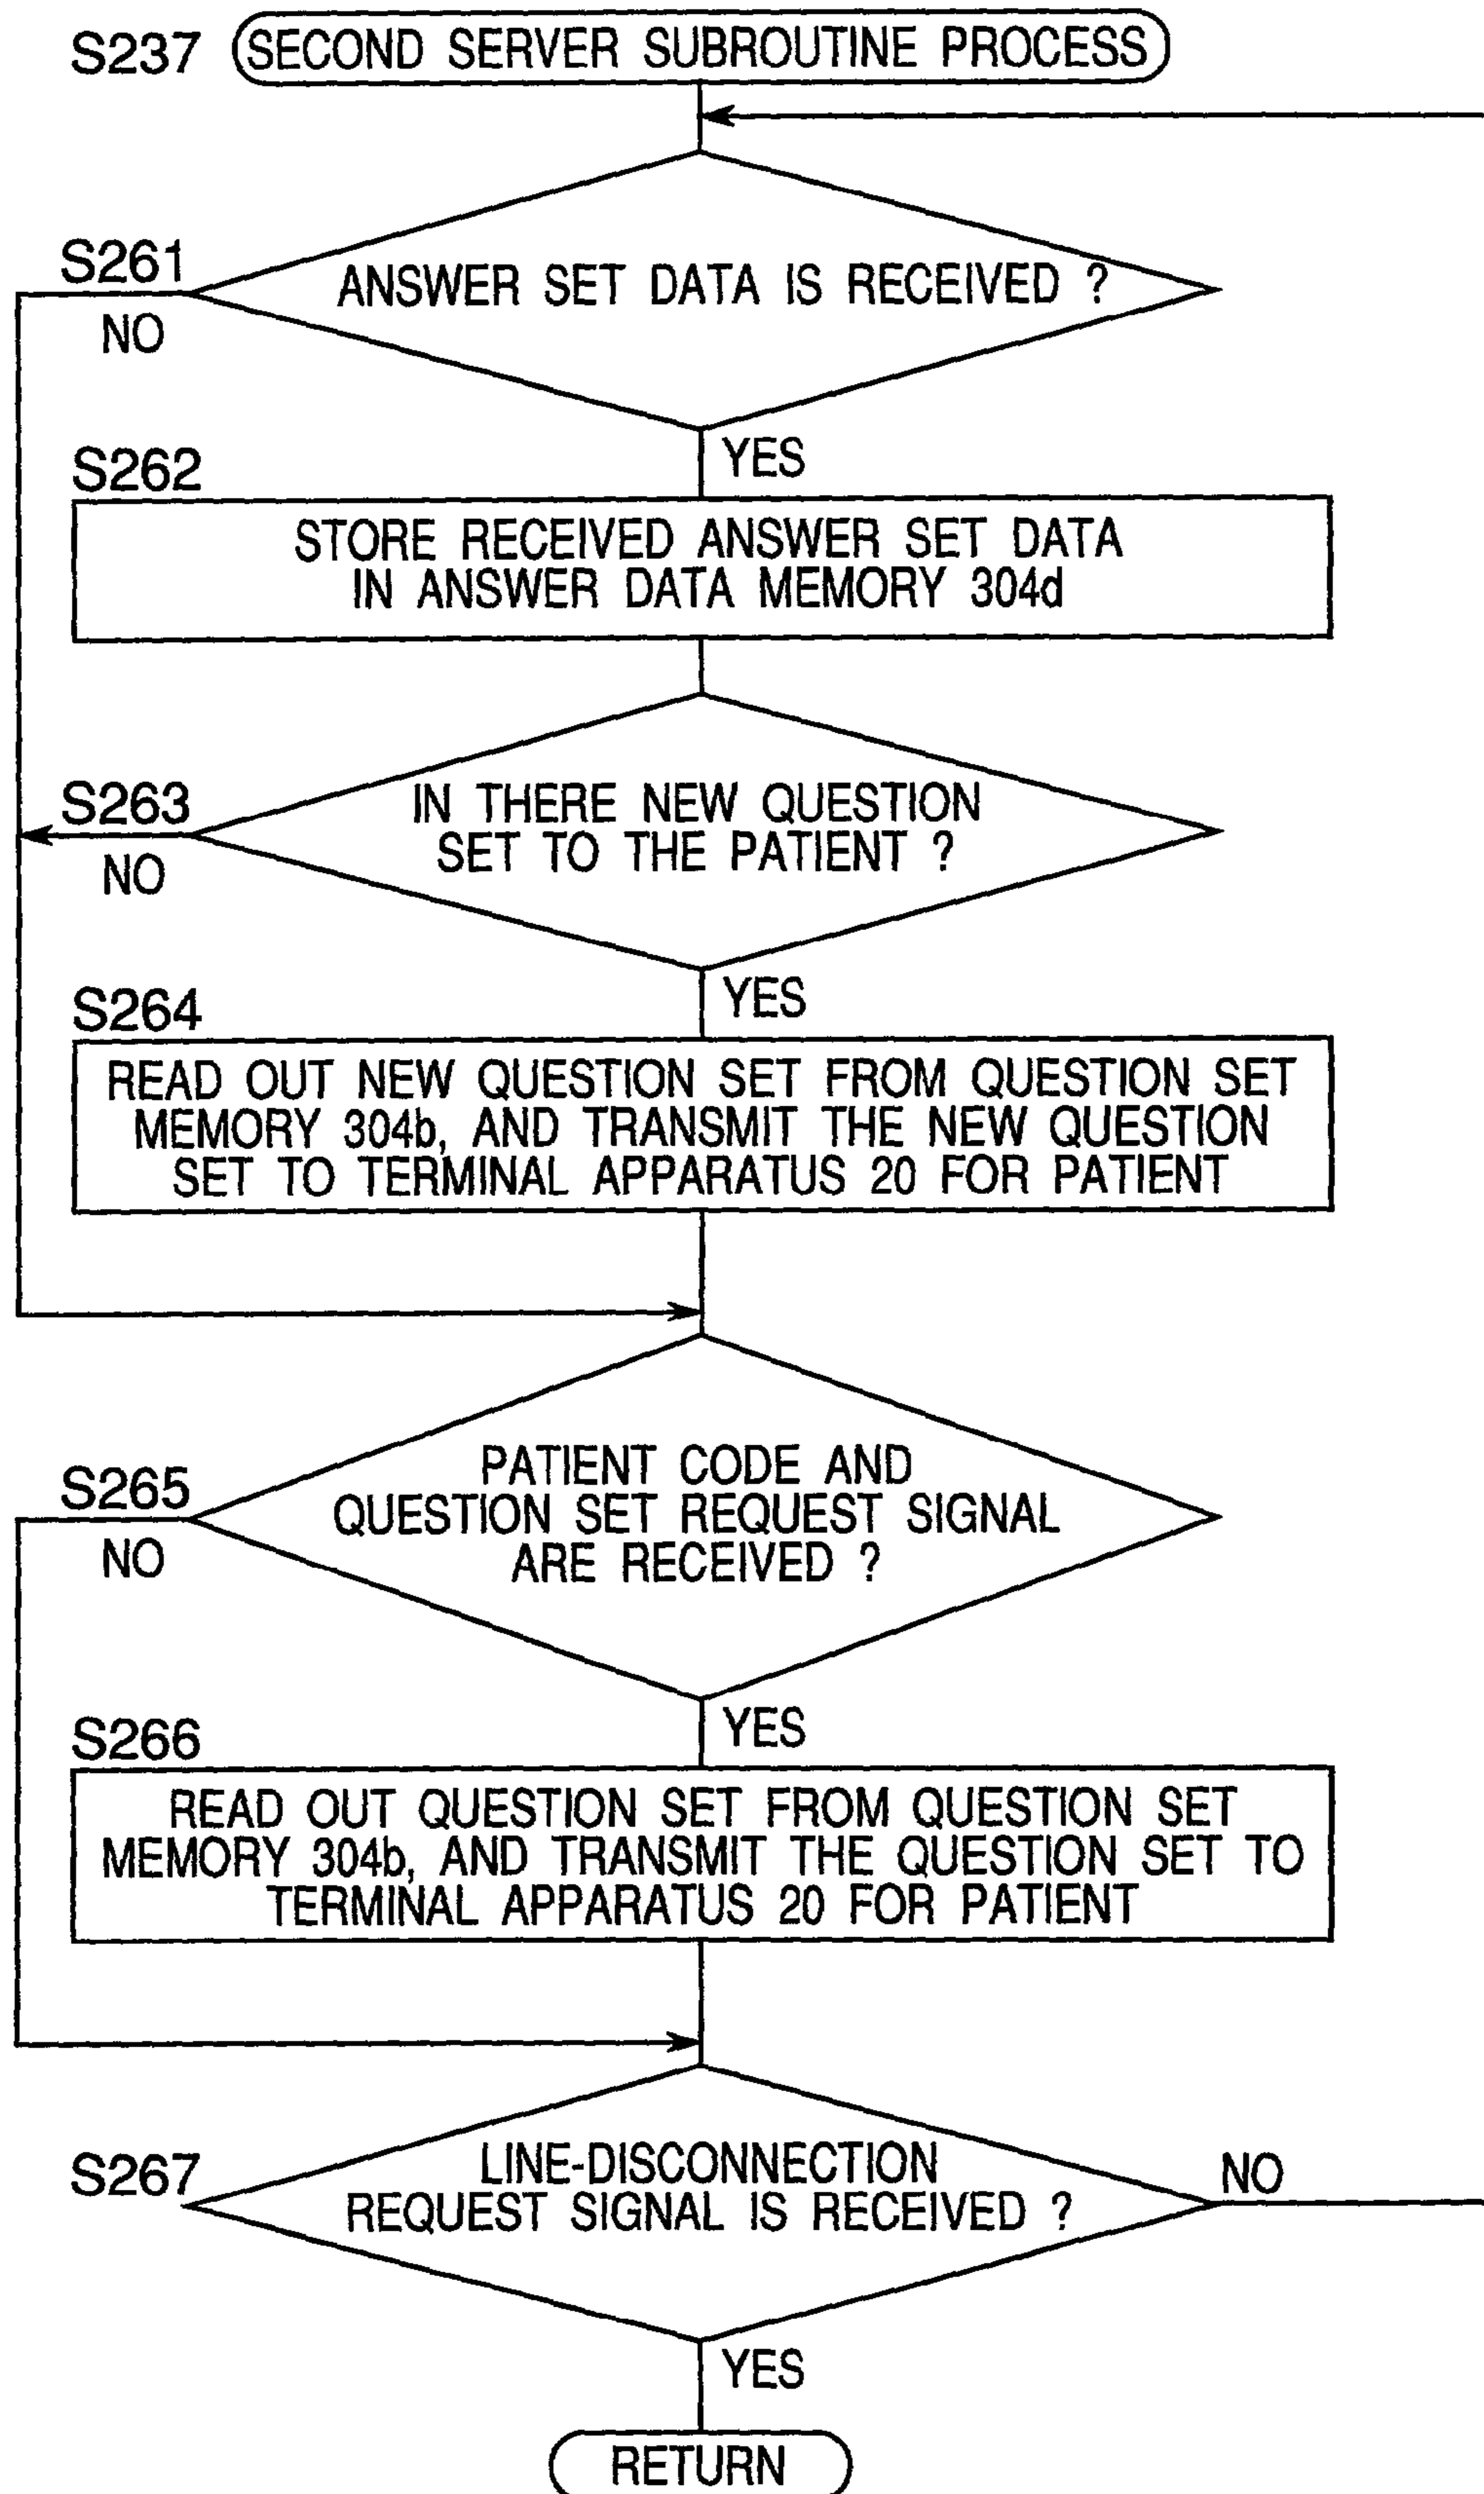 S237 SECOND SERVER SUBROUTINE PROCESS
S261
ANSWER SET DATA IS RECEIVED ?
NO
YES
S262
STORE RECEIVED ANSWER SET DATA
IN ANSWER DATA MEMORY 304d
S263
IN THERE NEW QUESTION
SET TO THE PATIENT ?
NO
YES
S264
READ OUT NEW QUESTION SET FROM QUESTION SET
MEMORY 304b, AND TRANSMIT THE NEW QUESTION
SET TO TERMINAL APPARATUS 20 FOR PATIENT
S265
PATIENT CODE AND
QUESTION SET REQUEST SIGNAL
ARE RECEIVED ?
NO
YES
S266
READ OUT QUESTION SET FROM QUESTION SET
MEMORY 304b, AND TRANSMIT THE QUESTION SET TO
TERMINAL APPARATUS 20 FOR PATIENT
S267
LINE-DISCONNECTION
REQUEST SIGNAL IS RECEIVED ?
NO
YES
RETURN